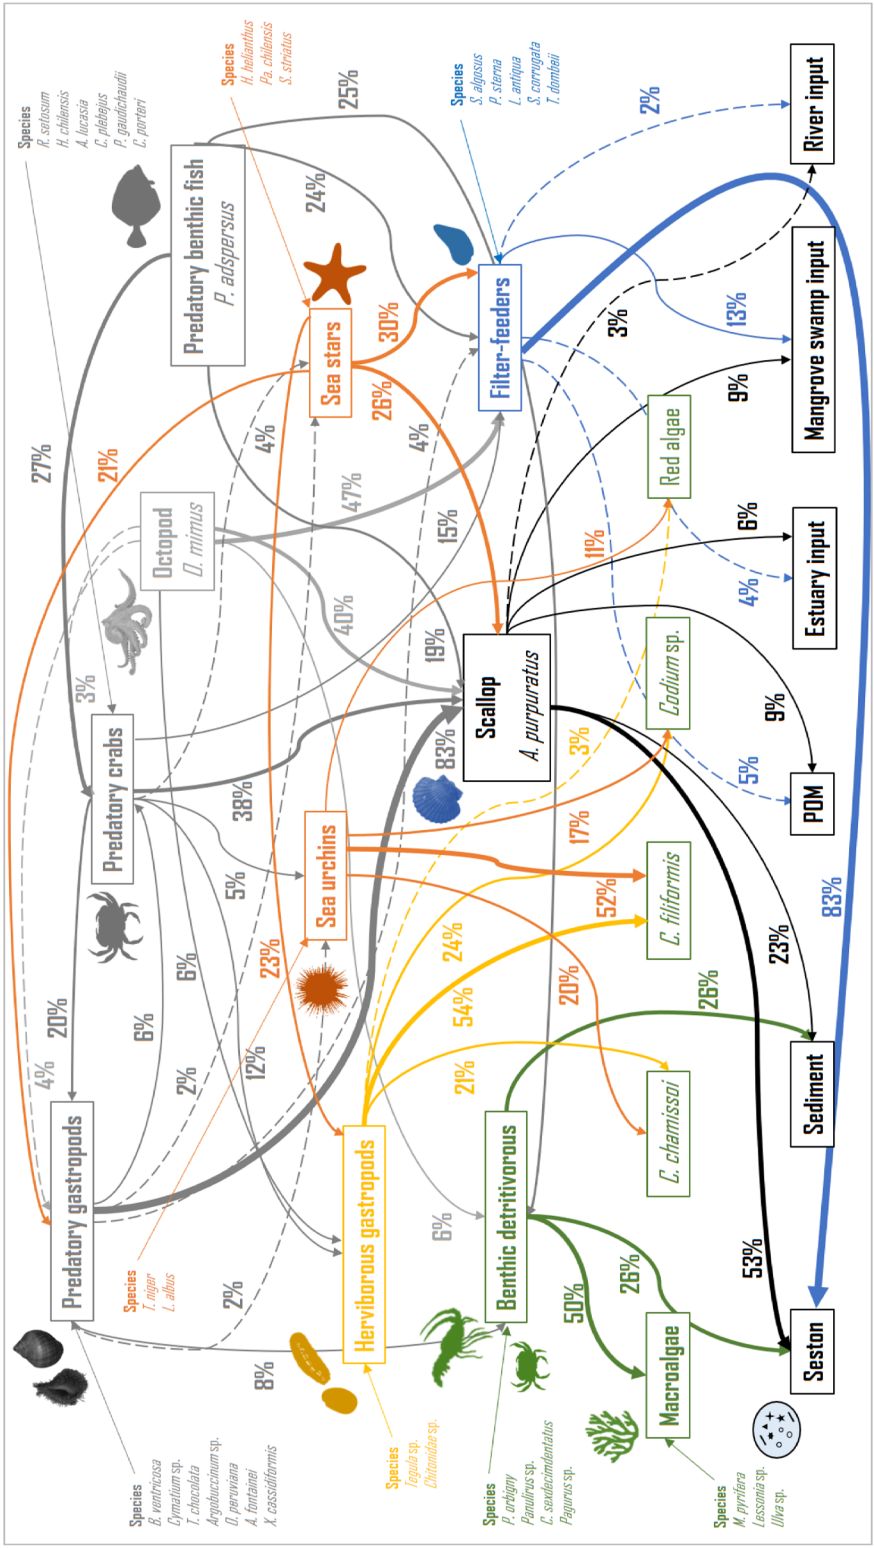 Species
B. ventricosa
Cymatium sp.
T. chocolata
Argobuccinum sp.
O. peruviana
A. fontainei
X. cassidiformis
Species
R. setosum
H. chilensis
A. lucasia
C. plebejus
P. gaudichaudii
C. porteri
Predatory gastropods
Predatory crabs
Octopod
O. mimus
Predatory benthic fish
P. adspersus
4%
20%
3%
27%
21%
6%
2%
6%
5%
38%
4%
24%
25%
Species
T. niger
L. albus
Species
H. helianthus
Pa. chilensis
S. striatus
2%
8%
12%
23%
Sea urchins
Sea stars
40%
47%
30%
26%
4%
15%
19%
83%
Species
Tegula sp.
Chitonidae sp.
Herviborous gastropods
6%
Species
S. algosus
P. sterna
L. antiqua
S. corrugata
T. dombeii
Scallop
A. purpuratus
Filter-feeders
Species
P. orbigny
Panulirus sp.
C. sexdecimdentatus
Pagurus sp.
Benthic detritivorous
21%
54%
24%
3%
11%
3%
2%
50%
26%
20%
52%
17%
Macroalgae
C. chamissoi
C. filiformis
Codium sp.
Red algae
26%
9%
13%
Species
M. pyrifera
Lessonia sp.
Ulva sp.
53%
23%
5%
9%
4%
6%
83%
Seston
Sediment
POM
Estuary input
Mangrove swamp input
River input